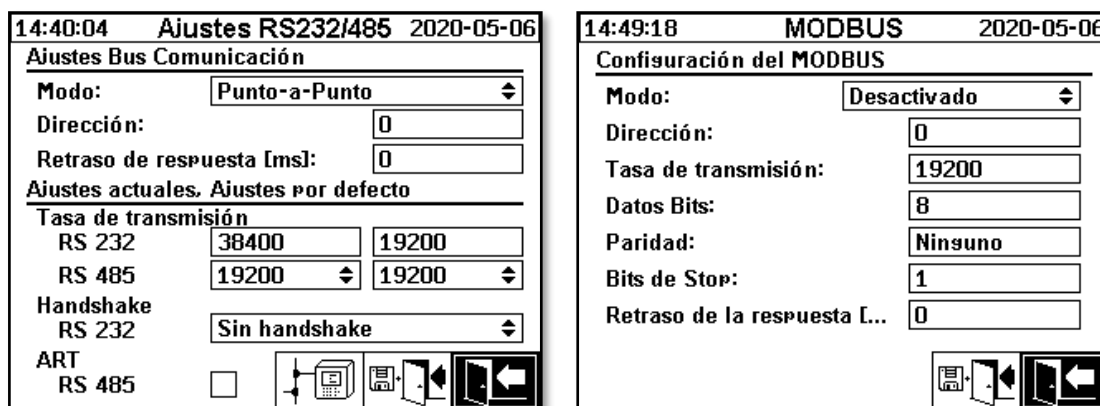 14:40:04 Ajustes RS232/485 2020-05-06
Ajustes Bus Comunicación
Modo: Punto-a-Punto
Dirección: 0
Retraso de respuesta [ms]: 0
Ajustes actuales, Ajustes por defecto
Tasa de transmisión
RS 232 38400 19200
RS 485 19200 19200
Handshake
RS 232 Sin handshake
ART
RS 485
14:49:18 MODBUS 2020-05-06
Configuración del MODBUS
Modo: Desactivado
Dirección: 0
Tasa de transmisión: 19200
Datos Bits: 8
Paridad: Ninguno
Bits de Stop: 1
Retraso de la respuesta [... 0